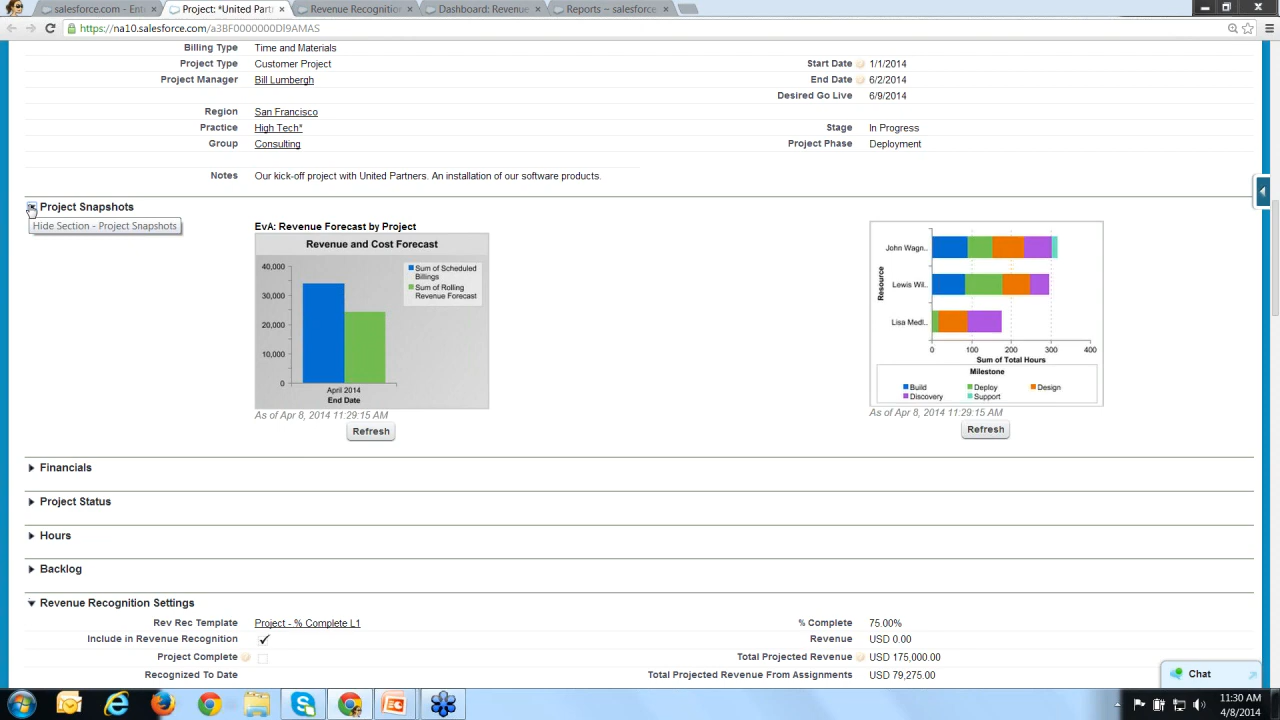 salesforce.com - Ent
Project: *United Part
Revenue Recognition
Dashboard: Revenue
Reports ~ salesforce
https://na10.salesforce.com/a3BF0000000DI9AMAS
Billing Type Time and Materials
Project Type Customer Project Start Date 1/1/2014
Project Manager Bill Lumbergh End Date 6/2/2014
Desired Go Live 6/9/2014
Region San Francisco
Practice High Tech* Stage In Progress
Group Consulting Project Phase Deployment
Notes Our kick-off project with United Partners. An installation of our software products.
Project Snapshots
Hide Section - Project Snapshots
EvA: Revenue Forecast by Project
Revenue and Cost Forecast
40,000
30,000
20,000
10,000
0
Sum of Scheduled
Billings
Sum of Rolling
Revenue Forecast
April 2014
End Date
As of Apr 8, 2014 11:29:15 AM
Refresh
Resource
John Wagn..
Lewis Wil..
Lisa Medl..
0 100 200 300 400
Sum of Total Hours
Milestone
Build Deploy Design
Discovery Support
As of Apr 8, 2014 11:29:15 AM
Refresh
Financials
Project Status
Hours
Backlog
Revenue Recognition Settings
Rev Rec Template Project - % Complete L1 % Complete 75.00%
Include in Revenue Recognition Revenue USD 0.00
Project Complete Total Projected Revenue USD 175,000.00
Recognized To Date Total Projected Revenue From Assignments USD 79,275.00
Chat
11:30 AM
4/8/2014